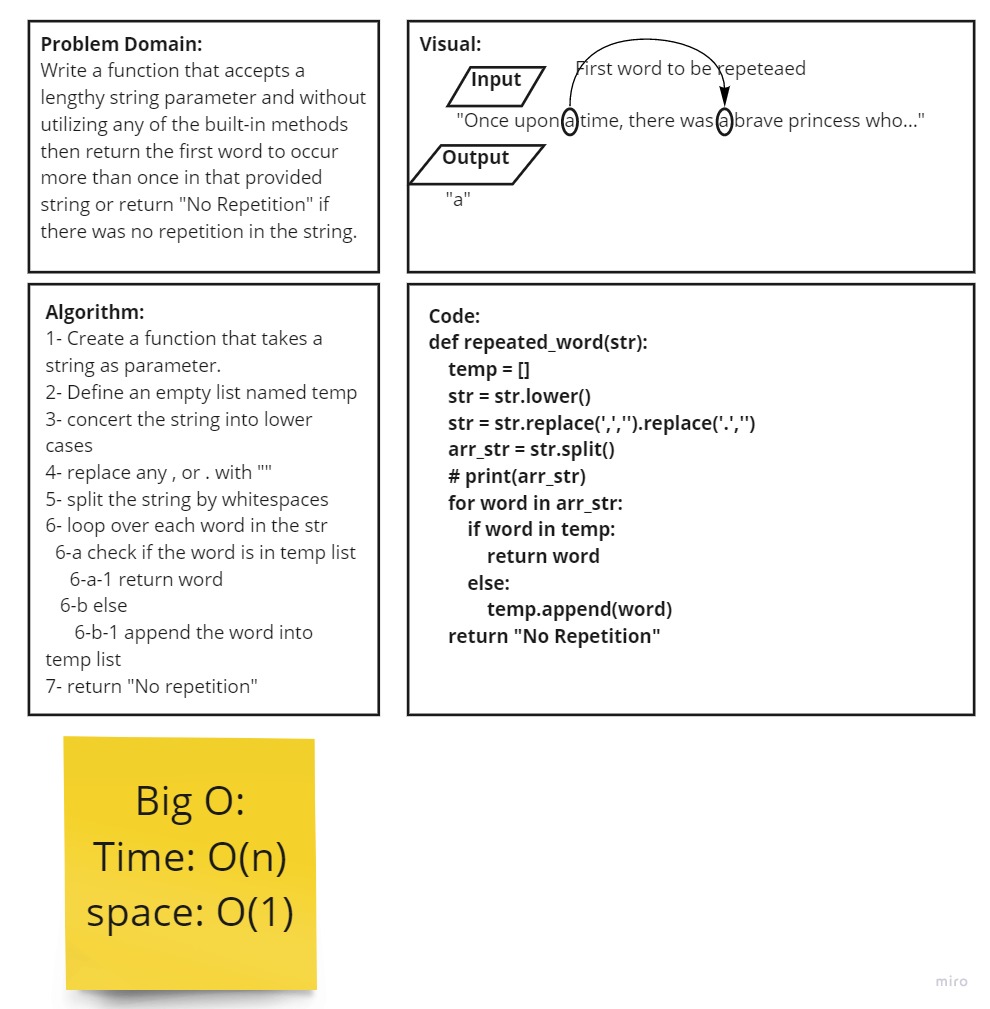 Problem Domain:
Write a function that accepts a
lengthy string parameter and without
utilizing any of the built-in methods
then return the first word to occur
more than once in that provided
string or return "No Repetition" if
there was no repetition in the string.
Visual:
Input
First word to be repeteaed
"Once upon a time, there was a brave princess who..."
Output
"a"
Algorithm:
1- Create a function that takes a
string as parameter.
2- Define an empty list named temp
3- concert the string into lower
cases
4- replace any , or . with ""
5- split the string by whitespaces
6- loop over each word in the str
6-a check if the word is in temp list
6-a-1 return word
6-b else
6-b-1 append the word into
temp list
7- return "No repetition"
Code:
def repeated_word(str):
    temp = []
    str = str.lower()
    str = str.replace(',','').replace('.','')
    arr_str = str.split()
    # print(arr_str)
    for word in arr_str:
        if word in temp:
            return word
        else:
            temp.append(word)
    return "No Repetition"
Big O:
Time: O(n)
space: O(1)
miro